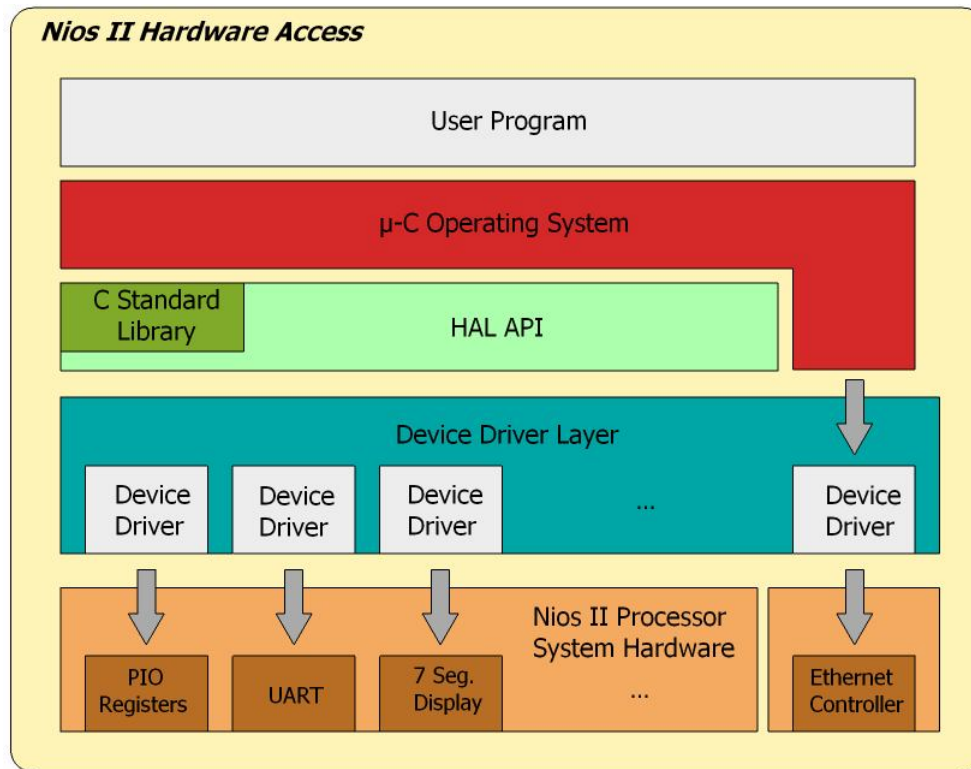 Nios II Hardware Access
User Program
μ-C Operating System
C Standard
Library
HAL API
Device Driver Layer
Device
Driver
Device
Driver
Device
Driver
...
Device
Driver
Nios II Processor
System Hardware
PIO
Registers
UART
7 Seg.
Display
...
Ethernet
Controller